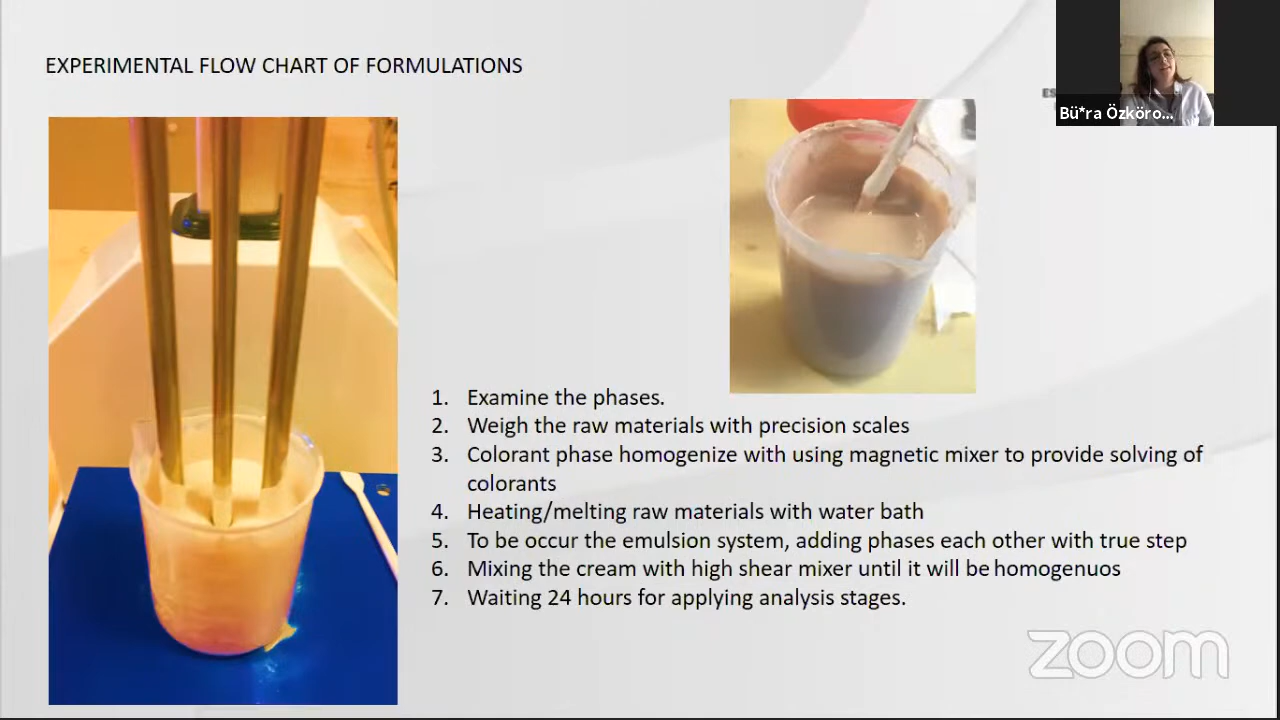 EXPERIMENTAL FLOW CHART OF FORMULATIONS
ES
Bü*ra Özköro...
1. Examine the phases.
2. Weigh the raw materials with precision scales
3. Colorant phase homogenize with using magnetic mixer to provide solving of
colorants
4. Heating/melting raw materials with water bath
5. To be occur the emulsion system, adding phases each other with true step
6. Mixing the cream with high shear mixer until it will be homogenuos
7. Waiting 24 hours for applying analysis stages.
zoom